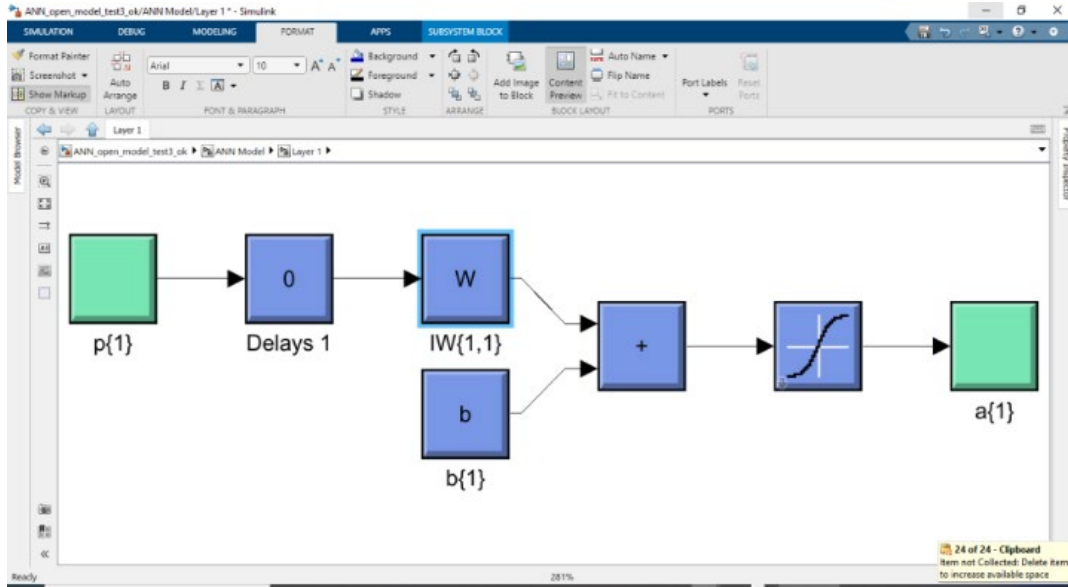 ANN_open_model_test3_ok/ANN Model/Layer 1 * - Simulink
SIMULATION DEBUG MODELING FORMAT APPS SUBSYSTEM BLOCK
Format Painter
Screenshot
Show Markup
COPY & VIEW
Auto
Arrange
LAYOUT
Arial 10 A A
B I A
FONT & PARAGRAPH
Background
Foreground
Shadow
STYLE
ARRANGE
Add Image
to Block
Content
Preview
Auto Name
Flip Name
Fit to Content
BLOCK LAYOUT
Port Labels
Reset
Ports
PORTS
Layer 1
Model Browser
Property Inspector
ANN_open_model_test3_ok ANN Model Layer 1
p{1}
0
Delays 1
W
IW{1,1}
b
b{1}
+
a{1}
24 of 24 - Clipboard
Item not Collected: Delete item
to increase available space
Ready
281%